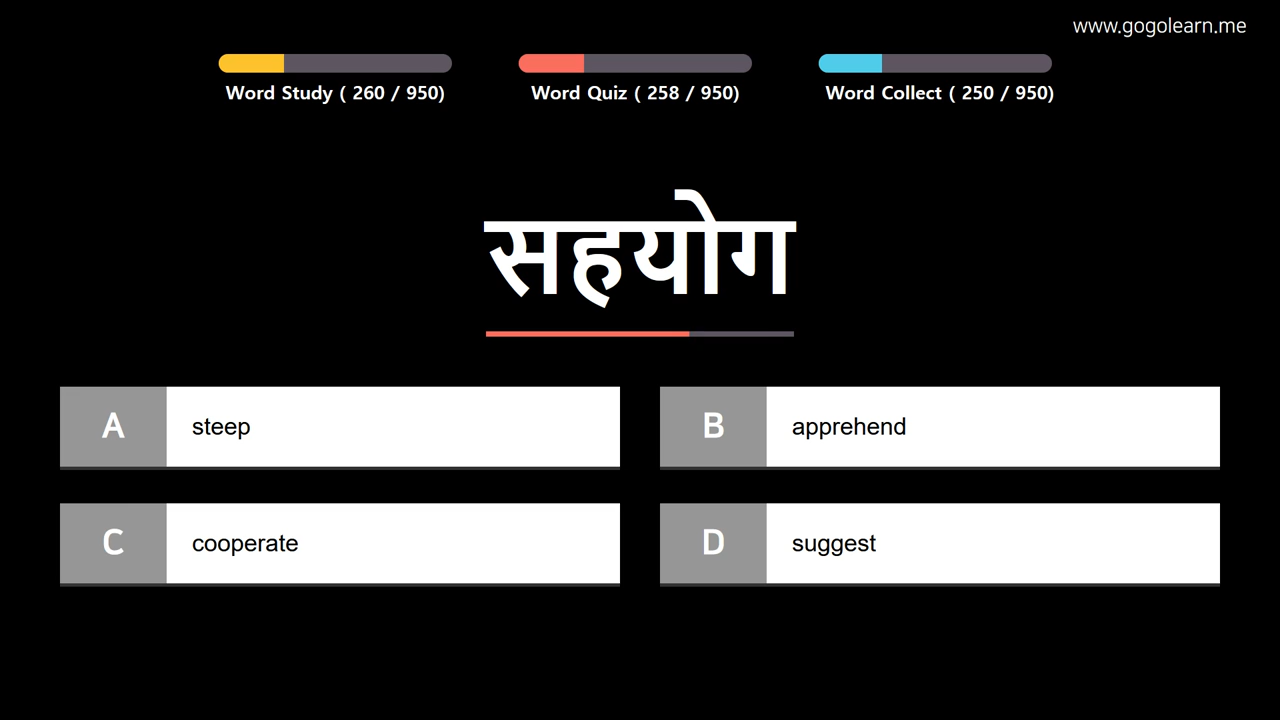 www.gogolearn.me
Word Study ( 260 / 950)
Word Quiz ( 258 / 950)
Word Collect ( 250 / 950)
सहयोग
A steep
B apprehend
C cooperate
D suggest